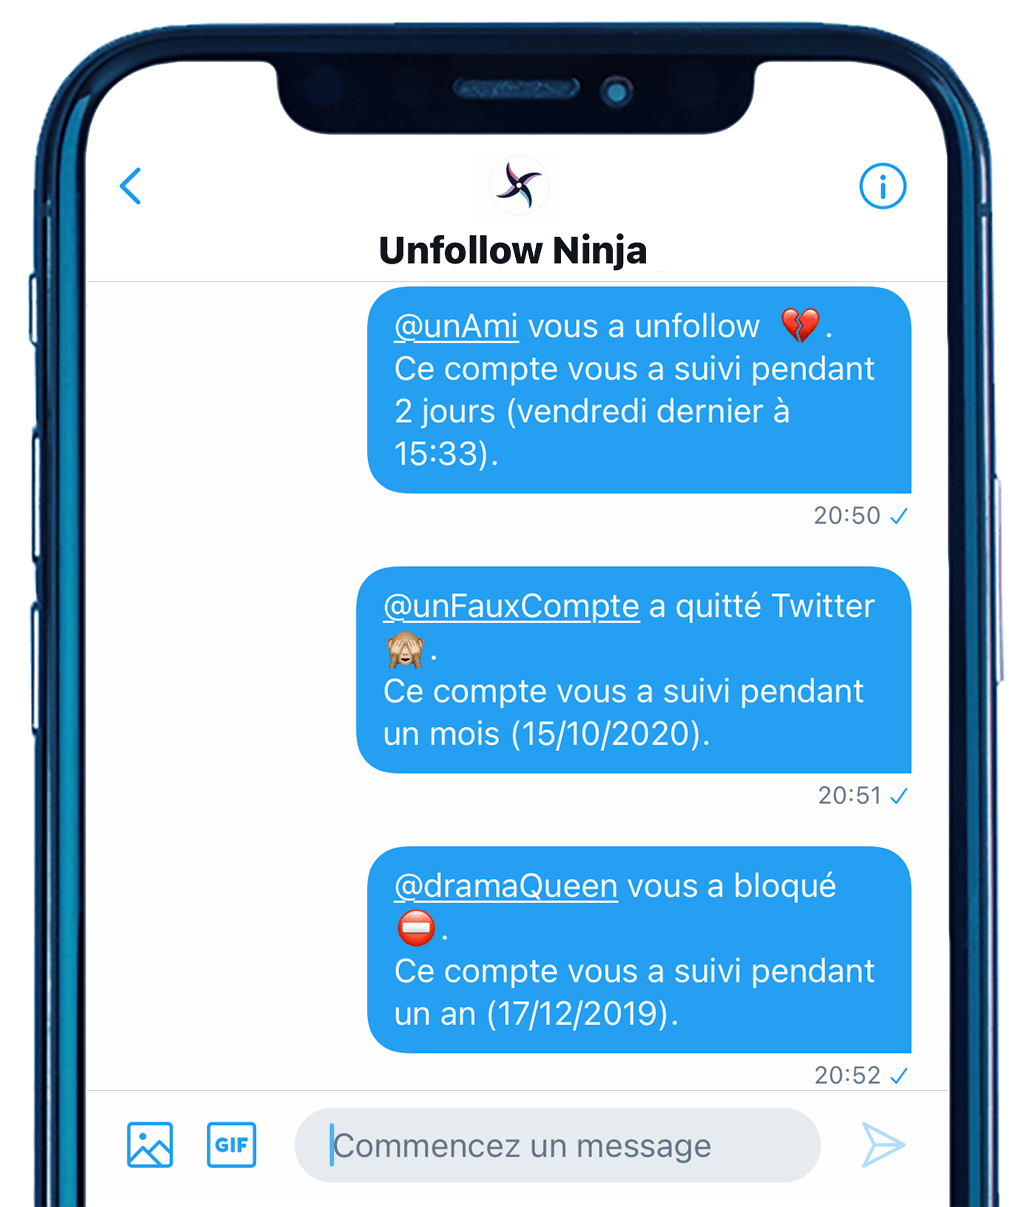 Unfollow Ninja
@unAmi vous a unfollow 💔.
Ce compte vous a suivi pendant
2 jours (vendredi dernier à
15:33).
20:50 ✓
@unFauxCompte a quitté Twitter
🙈.
Ce compte vous a suivi pendant
un mois (15/10/2020).
20:51 ✓
@dramaQueen vous a bloqué
⛔.
Ce compte vous a suivi pendant
un an (17/12/2019).
20:52 ✓
GIF
Commencez un message